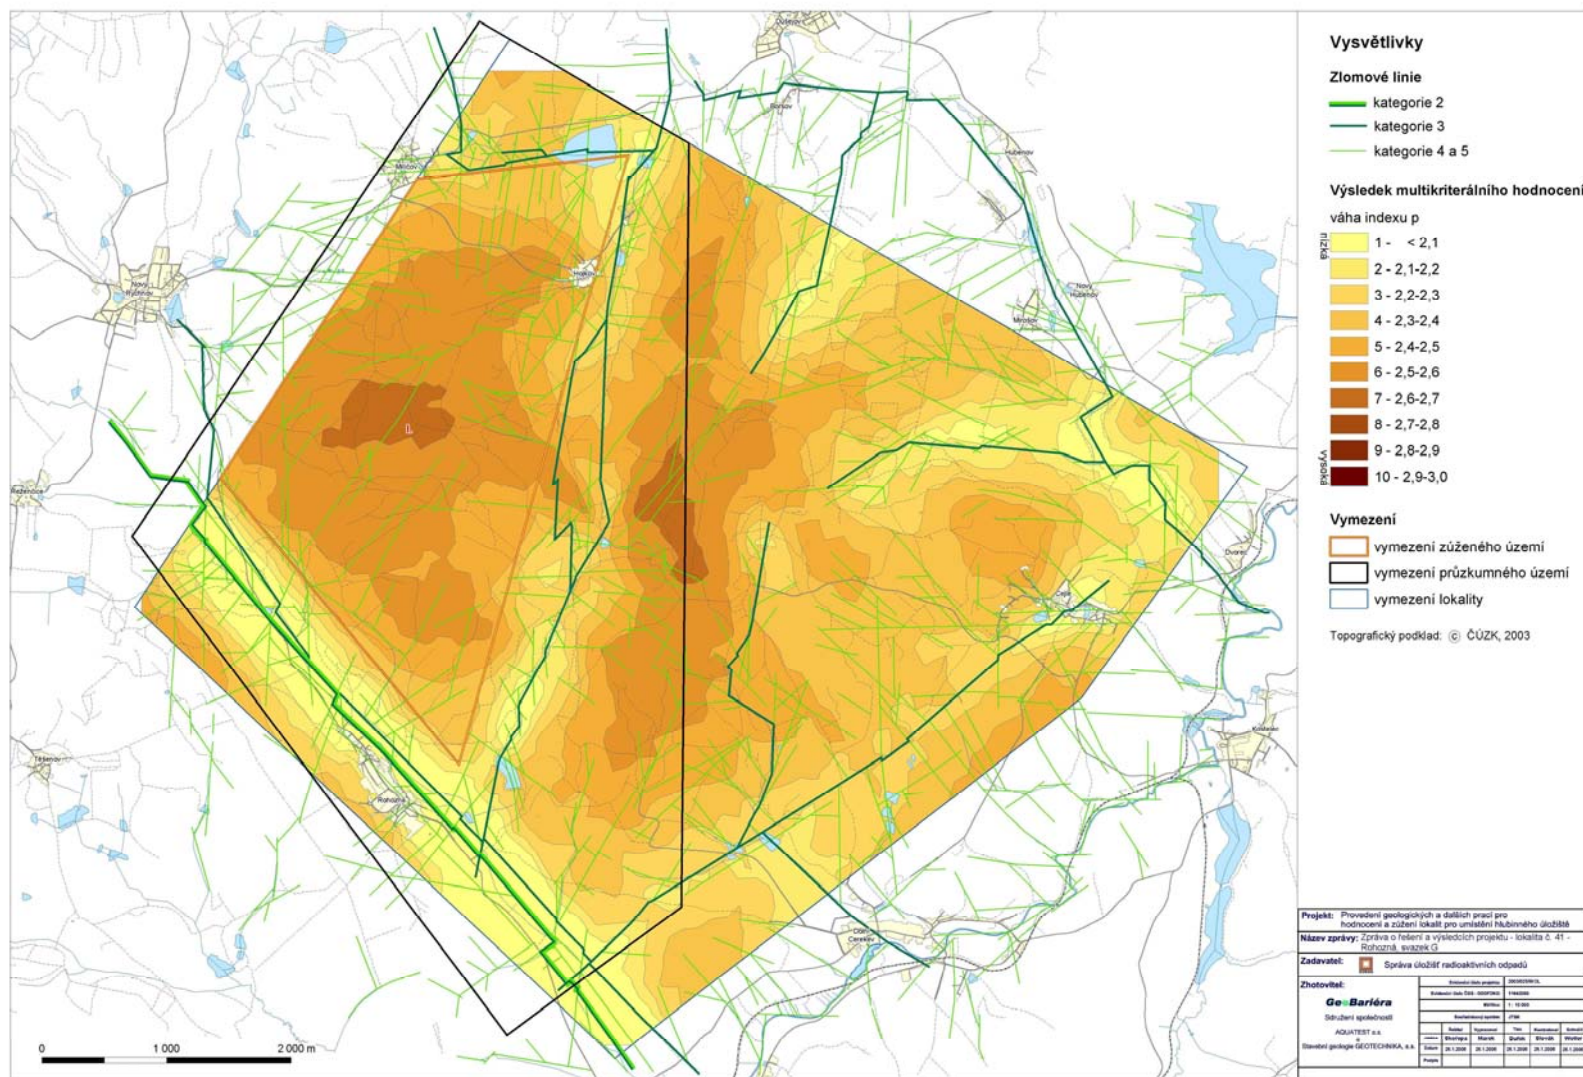 Dušejov
Boršov
Hubenov
Mirošov
Nový
Hubenov
Hojkov
Nový
Rychnov
L
Dvorce
Cejle
Kostelec
Rohozná
Dolní
Cerekev
0 1 000 2 000 m
Vysvětlivky
Zlomové linie
kategorie 2
kategorie 3
kategorie 4 a 5
Výsledek multikriterálního hodnocení
váha indexu p
nízká
1 - < 2,1
2 - 2,1-2,2
3 - 2,2-2,3
4 - 2,3-2,4
5 - 2,4-2,5
6 - 2,5-2,6
7 - 2,6-2,7
8 - 2,7-2,8
9 - 2,8-2,9
10 - 2,9-3,0
vysoká
Vymezení
vymezení zúženého území
vymezení průzkumného území
vymezení lokality
Topografický podklad: © ČÚZK, 2003
Projekt: Provedení geologických a dalších prací pro
hodnocení a zúžení lokalit pro umístění hlubinného úložiště
Název zprávy: Zpráva o řešení a výsledcích projektu - lokalita č. 41 -
Rohozná, svazek G
Zadavatel: Správa úložišť radioaktivních odpadů
Zhotovitel:
GeoBariéra
Sdružení společností
AQUATEST a.s.
a
Stavební geologie GEOTECHNIKA, a.s.